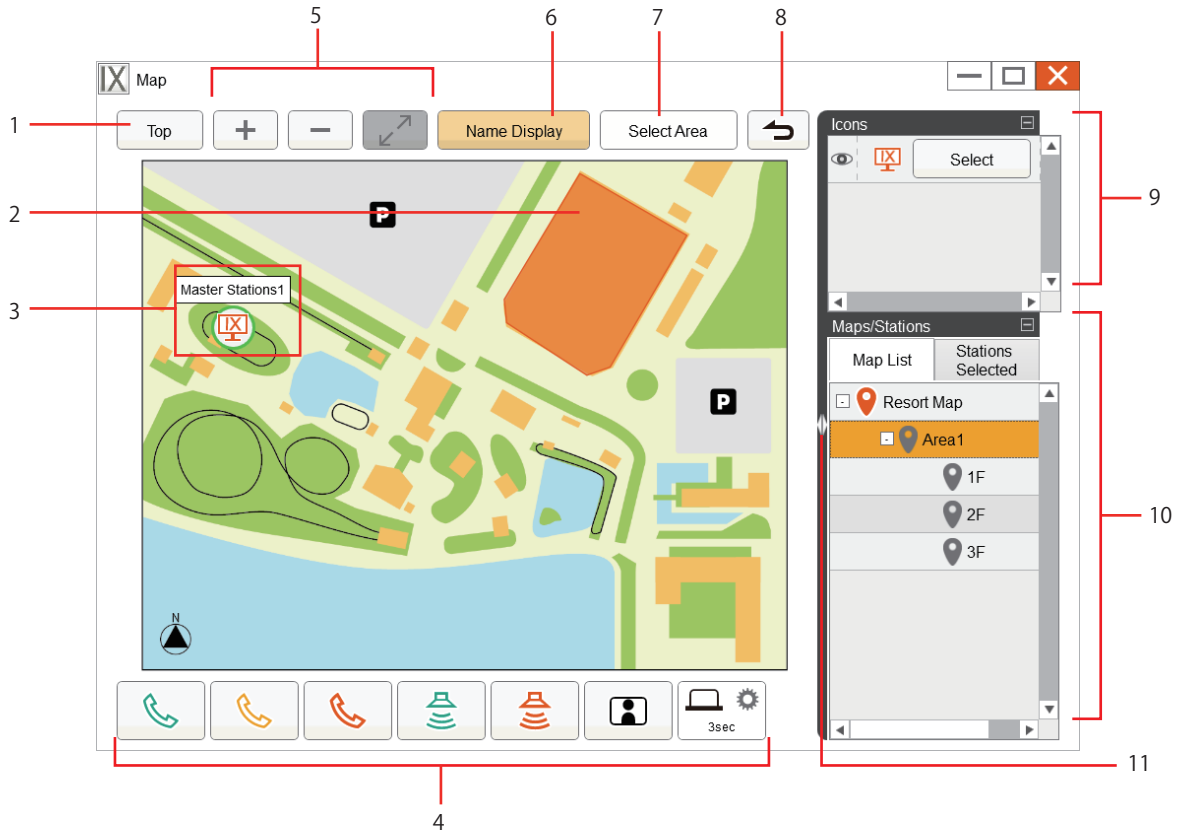 5
6
7
8
IX Map
1
Top
+
−
Name Display
Select Area
Icons
IX
Select
9
2
P
3
Master Stations1
IX
P
Maps/Stations
Map List
Stations
Selected
- Resort Map
- Area1
1F
2F
3F
10
N
3sec
11
4